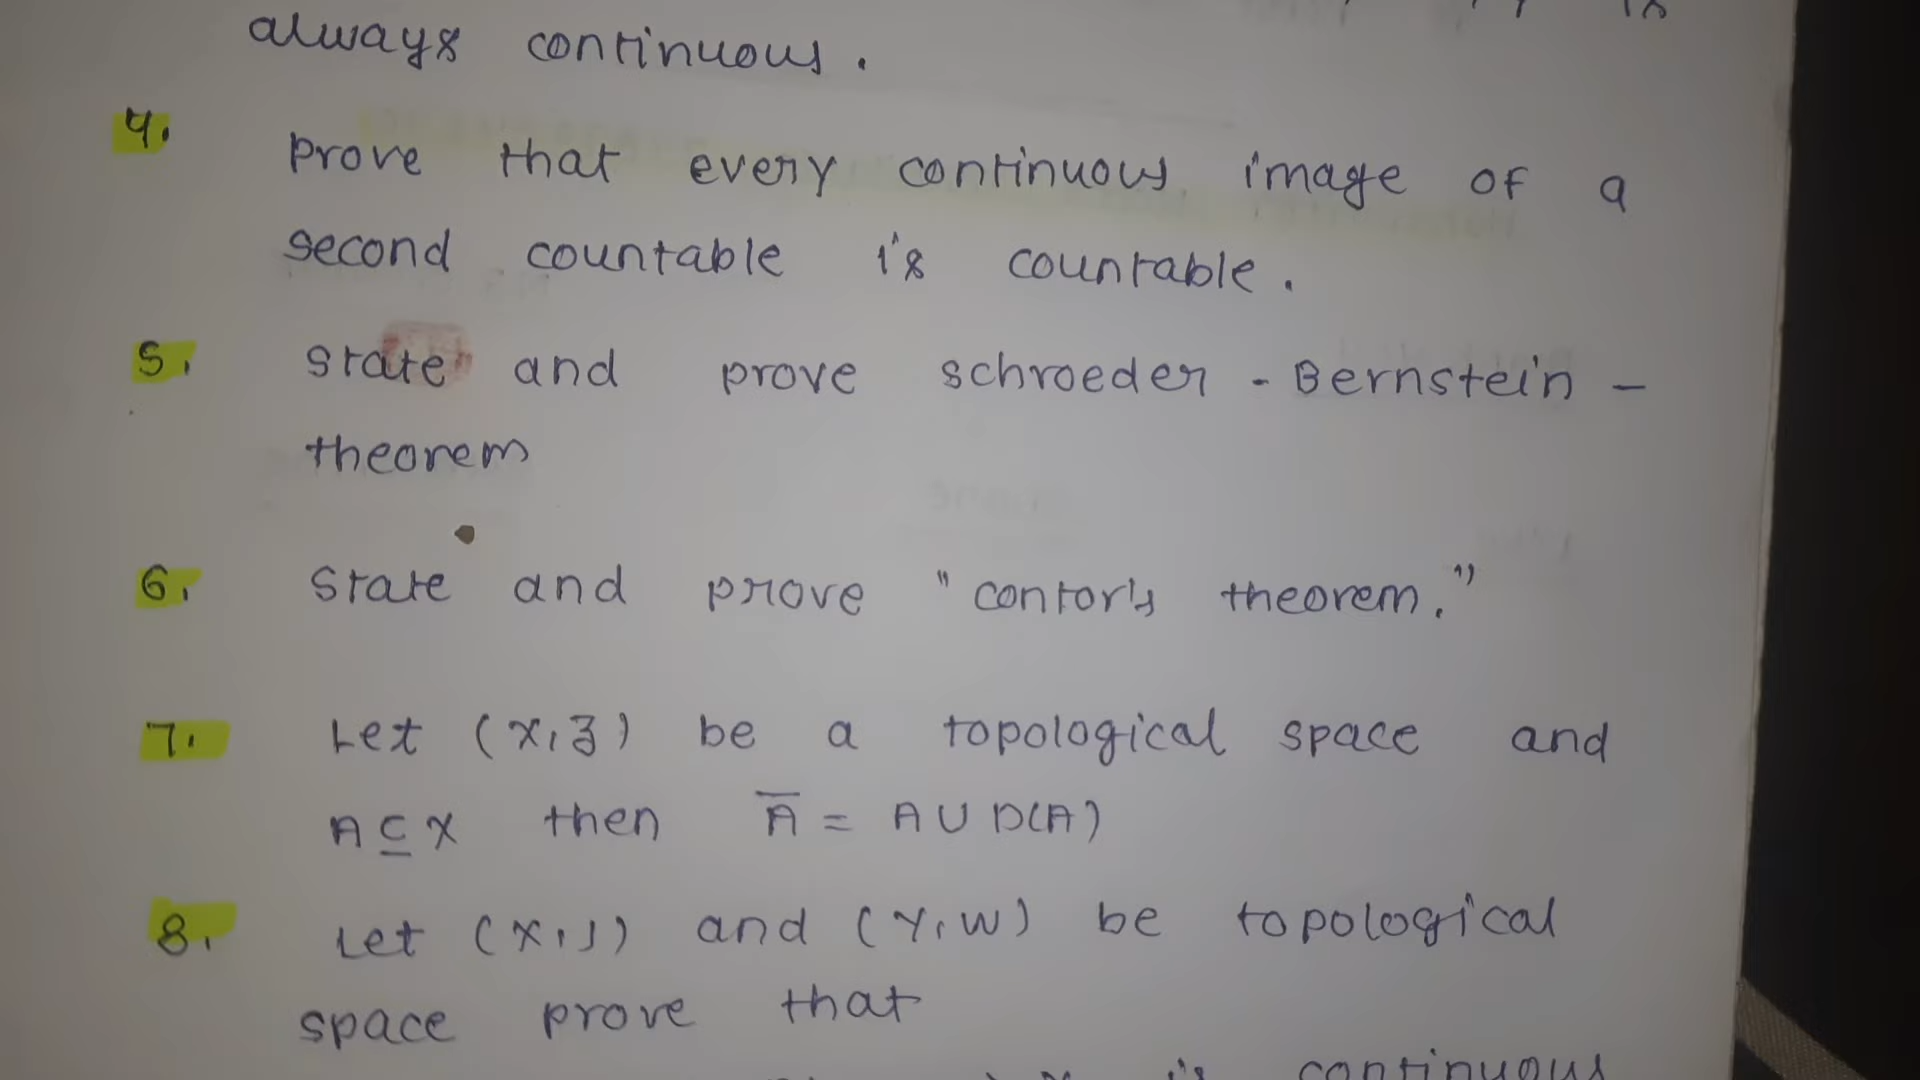 always continuous.
4. Prove that every continuous image of a
second countable is countable.
5. State and prove schroeder - Bernstein -
theorem
6. State and prove "contor's theorem."
7. Let (X, ℨ) be a topological space and
A ⊆ X then A̅ = A ∪ D(A)
8. Let (X, J) and (Y, W) be topological
space prove that
is continuous